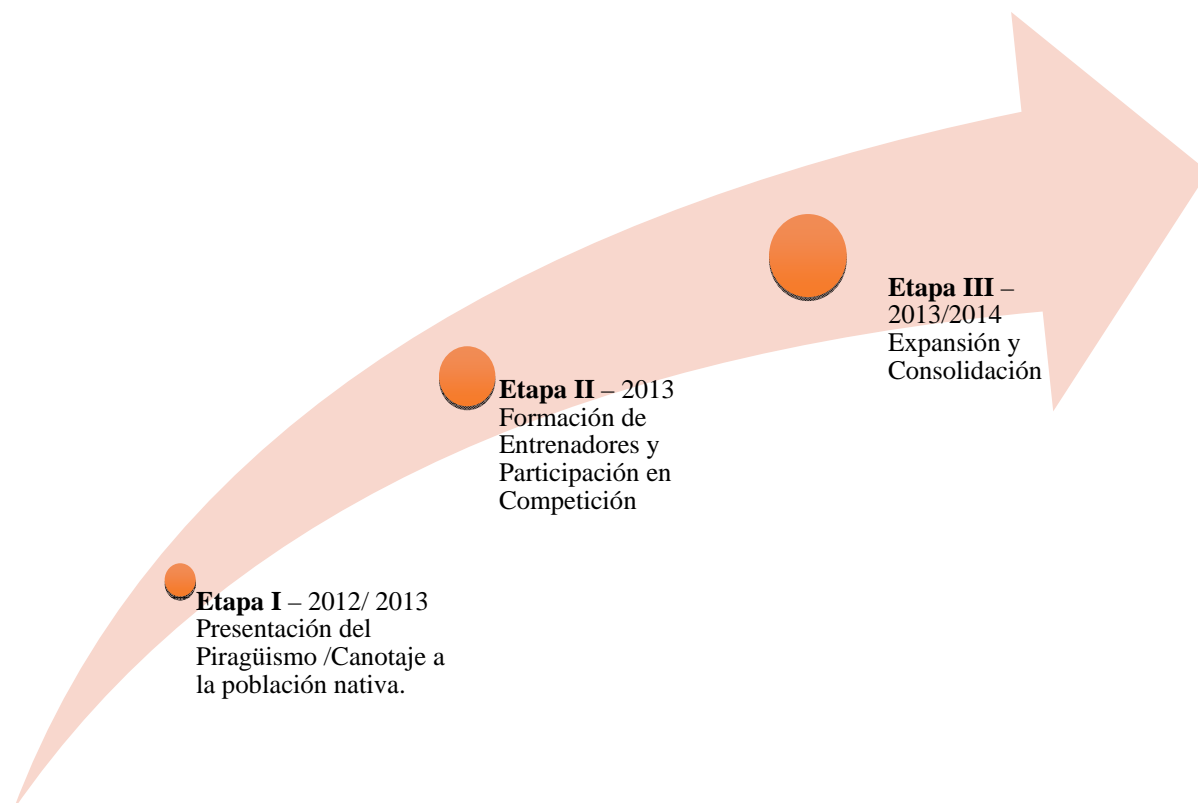 Etapa III –
2013/2014
Expansión y
Consolidación
Etapa II – 2013
Formación de
Entrenadores y
Participación en
Competición
Etapa I – 2012/ 2013
Presentación del
Piragüismo /Canotaje a
la población nativa.